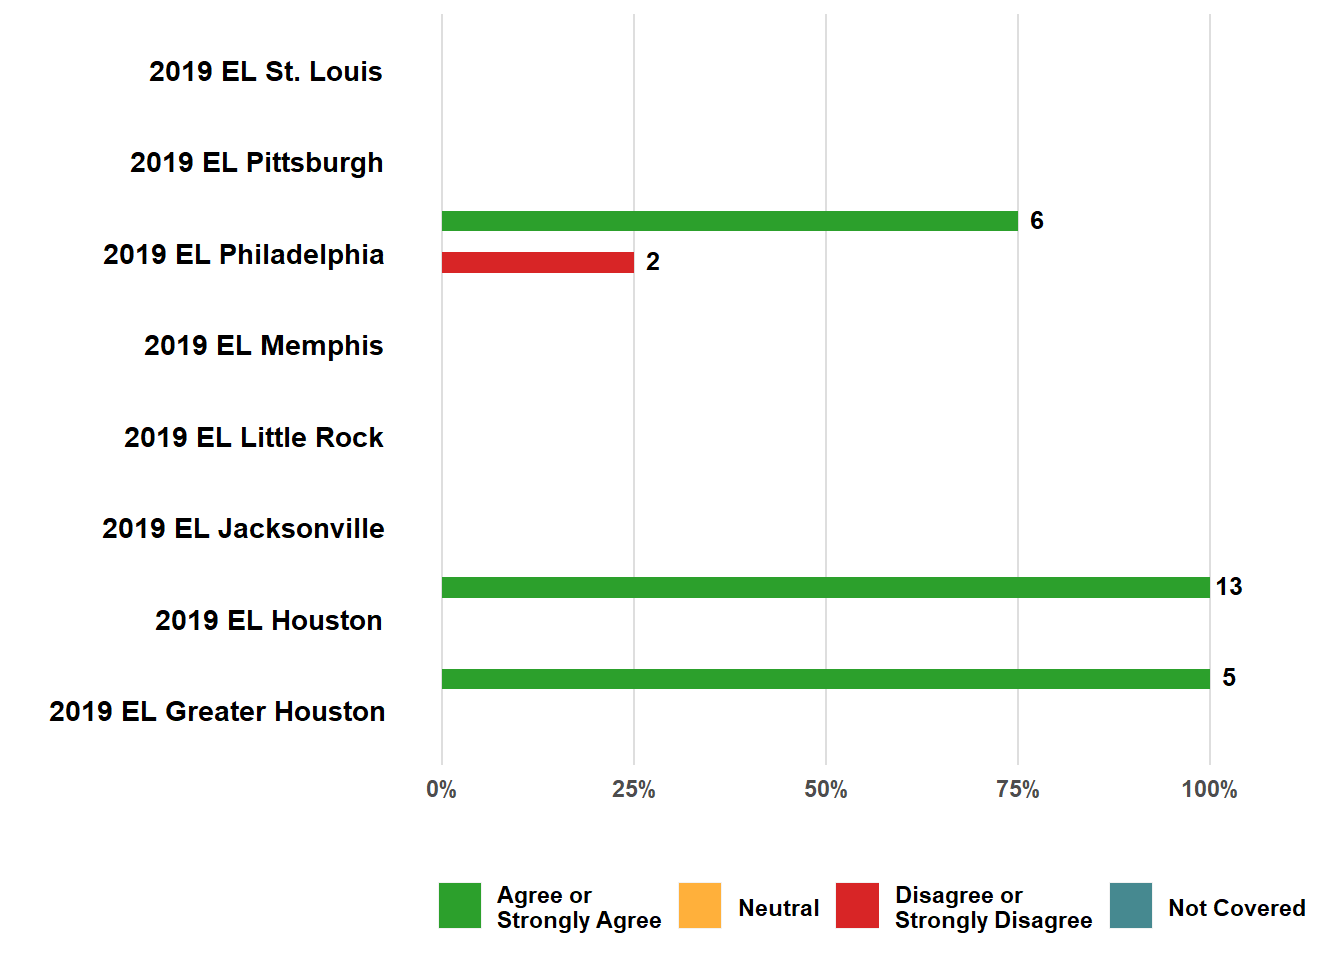 2019 EL St. Louis
2019 EL Pittsburgh
6
2019 EL Philadelphia
2
2019 EL Memphis
2019 EL Little Rock
2019 EL Jacksonville
13
2019 EL Houston
5
2019 EL Greater Houston
0% 25% 50% 75% 100%
Agree or
Strongly Agree
Neutral
Disagree or
Strongly Disagree
Not Covered